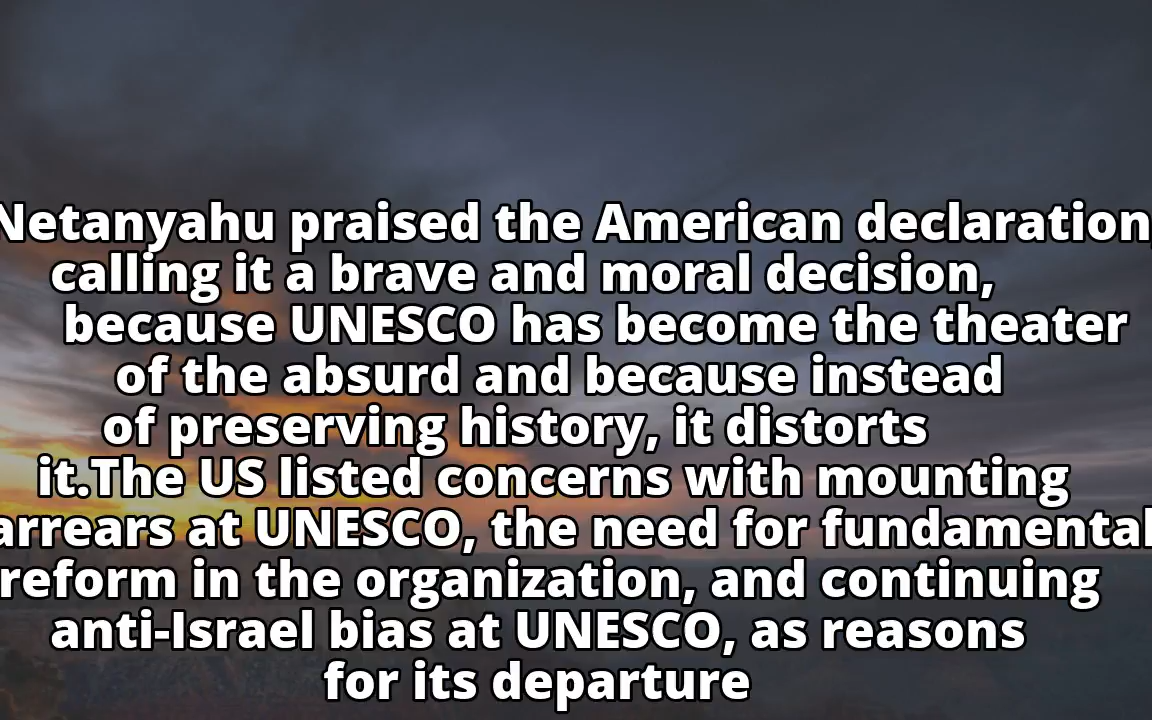 Netanyahu praised the American declaration,
calling it a brave and moral decision,
because UNESCO has become the theater
of the absurd and because instead
of preserving history, it distorts
it.The US listed concerns with mounting
arrears at UNESCO, the need for fundamental
reform in the organization, and continuing
anti-Israel bias at UNESCO, as reasons
for its departure